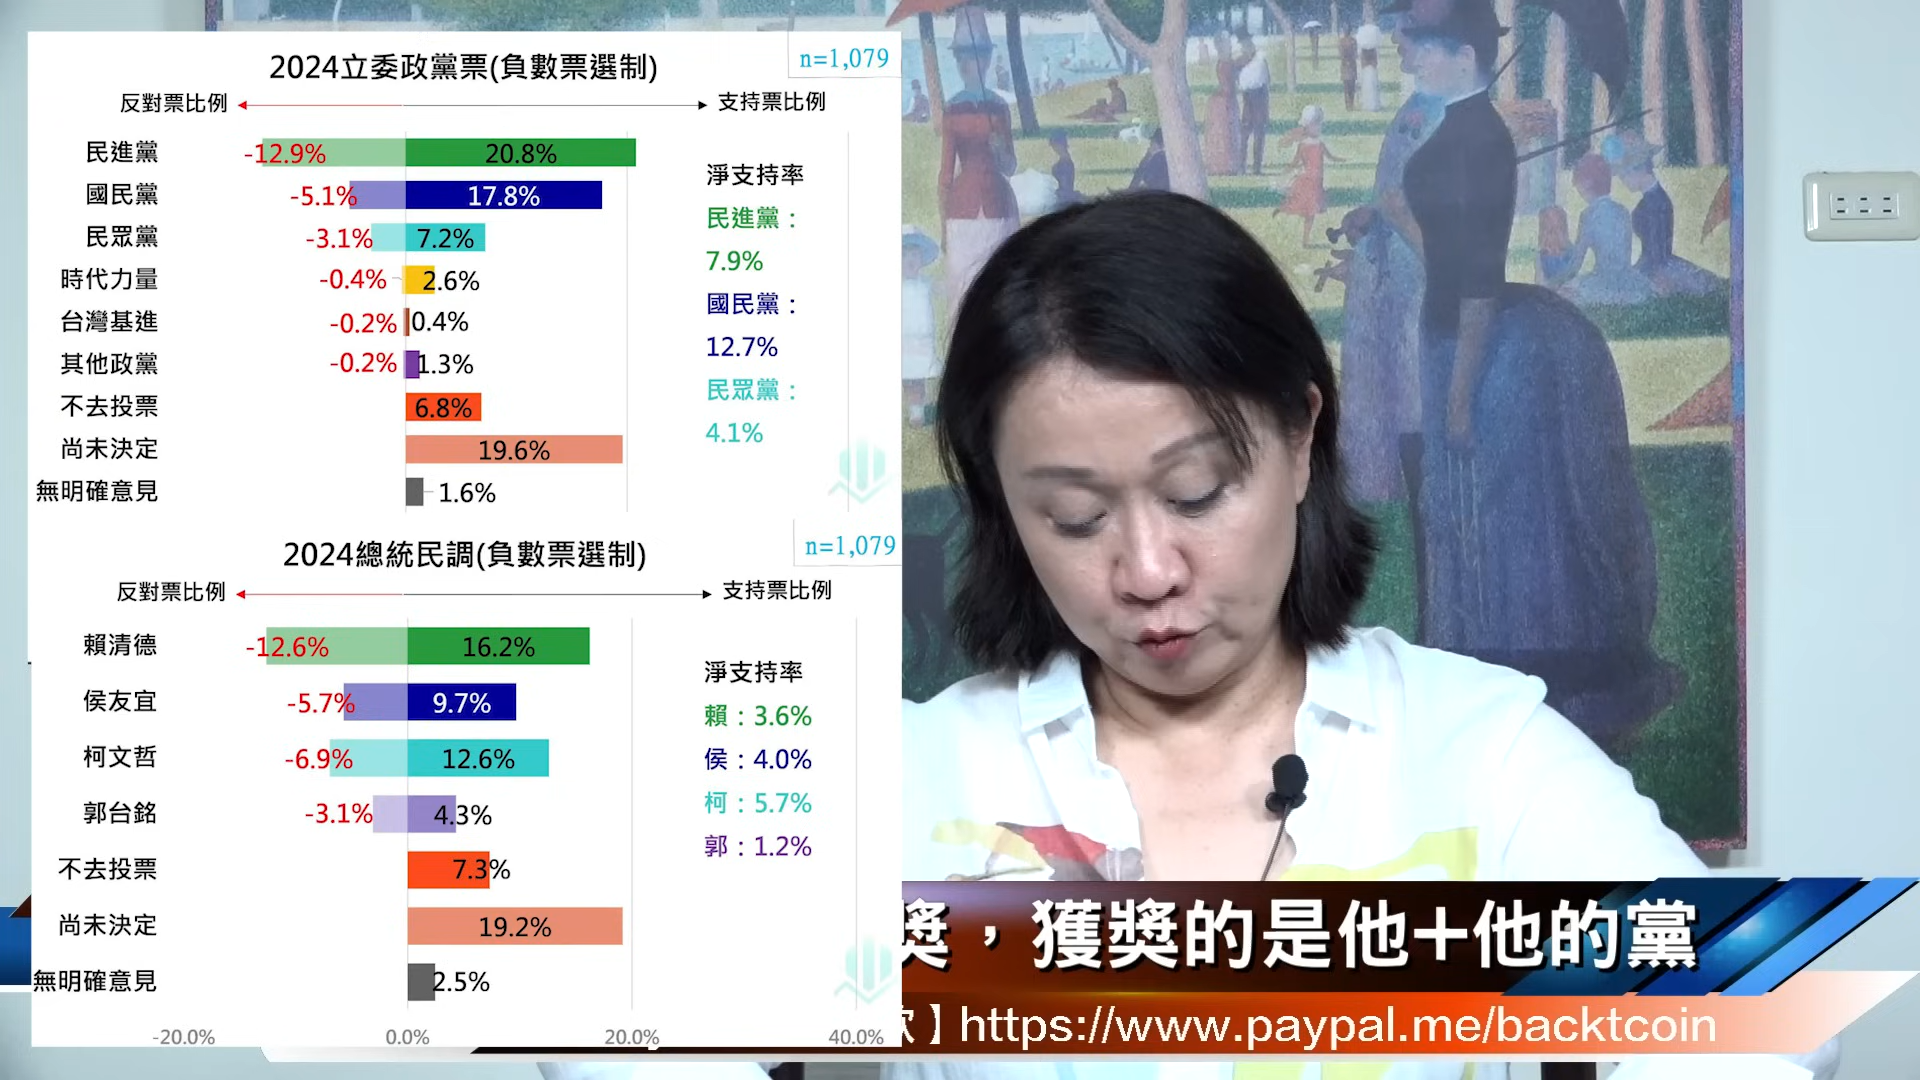 2024立委政黨票(負數票選制)
n=1,079
反對票比例
支持票比例
民進黨 -12.9% 20.8%
國民黨 -5.1% 17.8%
民眾黨 -3.1% 7.2%
時代力量 -0.4% 2.6%
台灣基進 -0.2% 0.4%
其他政黨 -0.2% 1.3%
不去投票 6.8%
尚未決定 19.6%
無明確意見 1.6%
淨支持率
民進黨：
7.9%
國民黨：
12.7%
民眾黨：
4.1%
2024總統民調(負數票選制)
n=1,079
反對票比例
支持票比例
賴清德 -12.6% 16.2%
侯友宜 -5.7% 9.7%
柯文哲 -6.9% 12.6%
郭台銘 -3.1% 4.3%
不去投票 7.3%
尚未決定 19.2%
無明確意見 2.5%
-20.0% 0.0% 20.0% 40.0%
淨支持率
賴：3.6%
侯：4.0%
柯：5.7%
郭：1.2%
獎，獲獎的是他+他的黨
】https://www.paypal.me/backtcoin